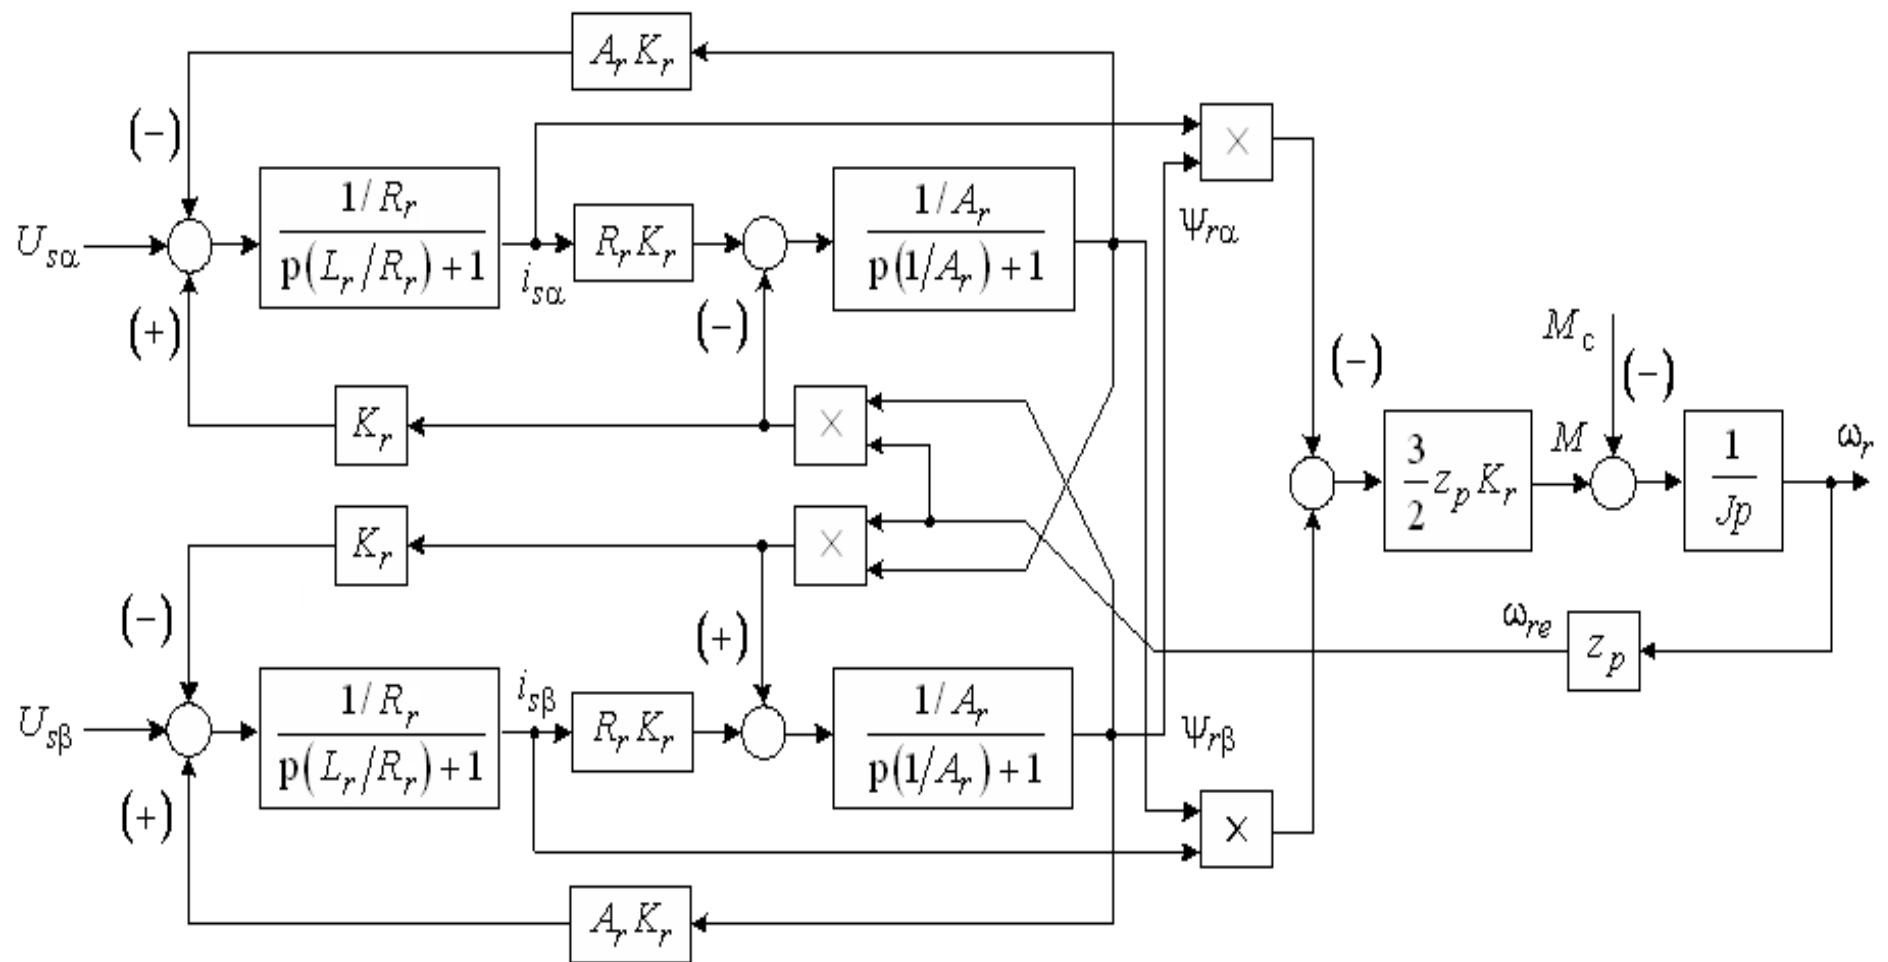 A_r K_r
(−)
×
1/R_r
p(L_r/R_r)+1
R_r K_r
1/A_r
p(1/A_r)+1
U_sα
i_sα
Ψ_rα
(+)
(−)
(−)
M_c
(−)
K_r
×
3/2 z_p K_r
M
1/Jp
ω_r
K_r
×
(−)
(+)
ω_re
z_p
U_sβ
1/R_r
p(L_r/R_r)+1
i_sβ
R_r K_r
1/A_r
p(1/A_r)+1
Ψ_rβ
(+)
×
A_r K_r